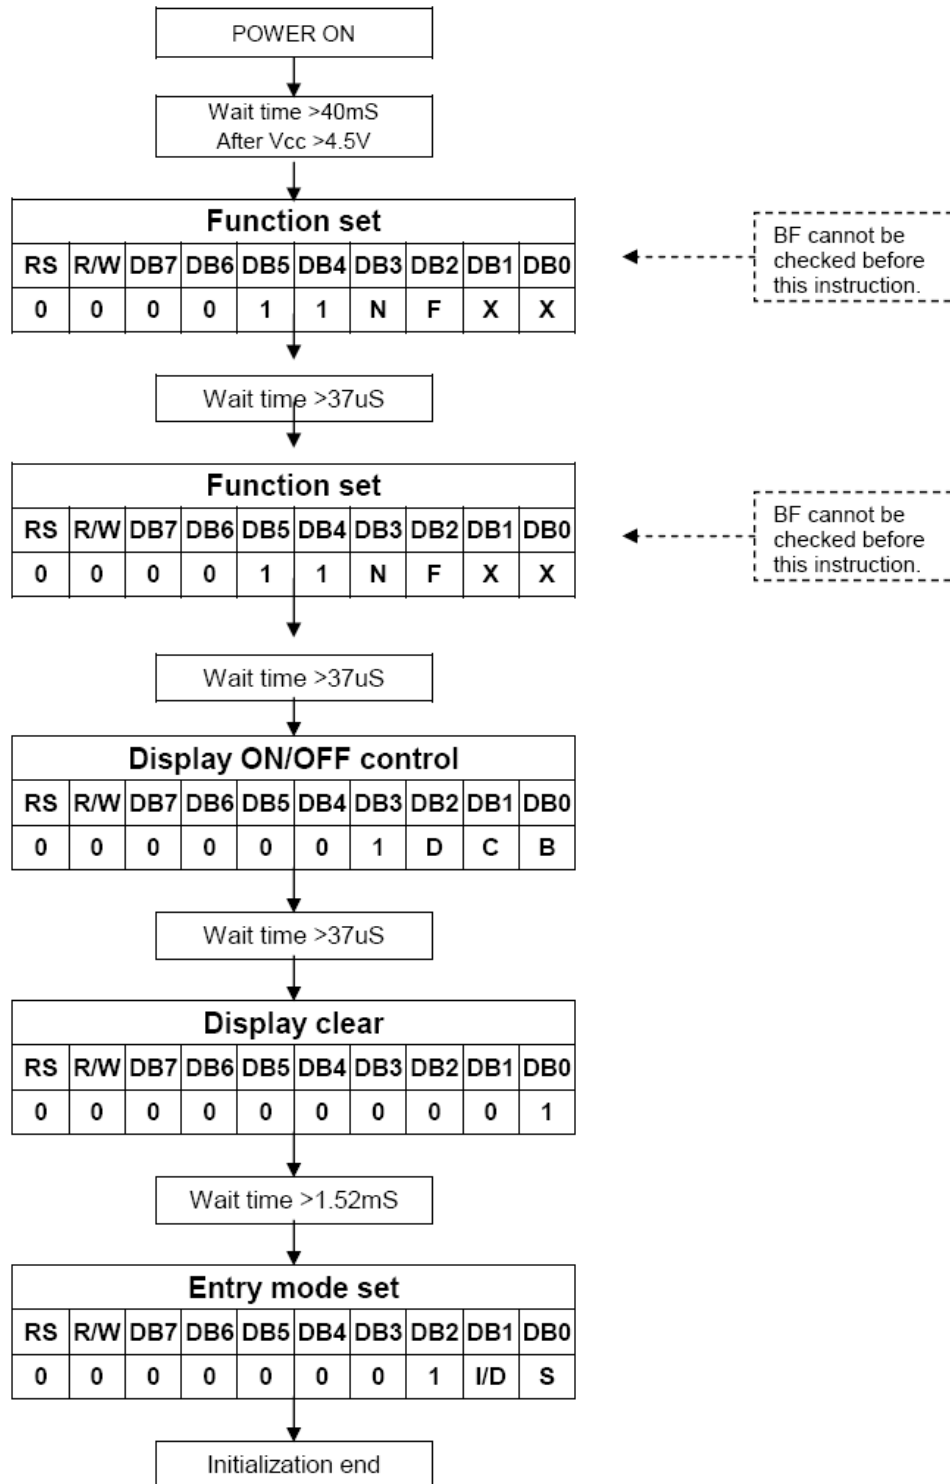 POWER ON
Wait time >40mS
After Vcc >4.5V
Function set
RS R/W DB7 DB6 DB5 DB4 DB3 DB2 DB1 DB0
0 0 0 0 1 1 N F X X
BF cannot be
checked before
this instruction.
Wait time >37uS
Function set
RS R/W DB7 DB6 DB5 DB4 DB3 DB2 DB1 DB0
0 0 0 0 1 1 N F X X
BF cannot be
checked before
this instruction.
Wait time >37uS
Display ON/OFF control
RS R/W DB7 DB6 DB5 DB4 DB3 DB2 DB1 DB0
0 0 0 0 0 0 1 D C B
Wait time >37uS
Display clear
RS R/W DB7 DB6 DB5 DB4 DB3 DB2 DB1 DB0
0 0 0 0 0 0 0 0 0 1
Wait time >1.52mS
Entry mode set
RS R/W DB7 DB6 DB5 DB4 DB3 DB2 DB1 DB0
0 0 0 0 0 0 0 1 I/D S
Initialization end